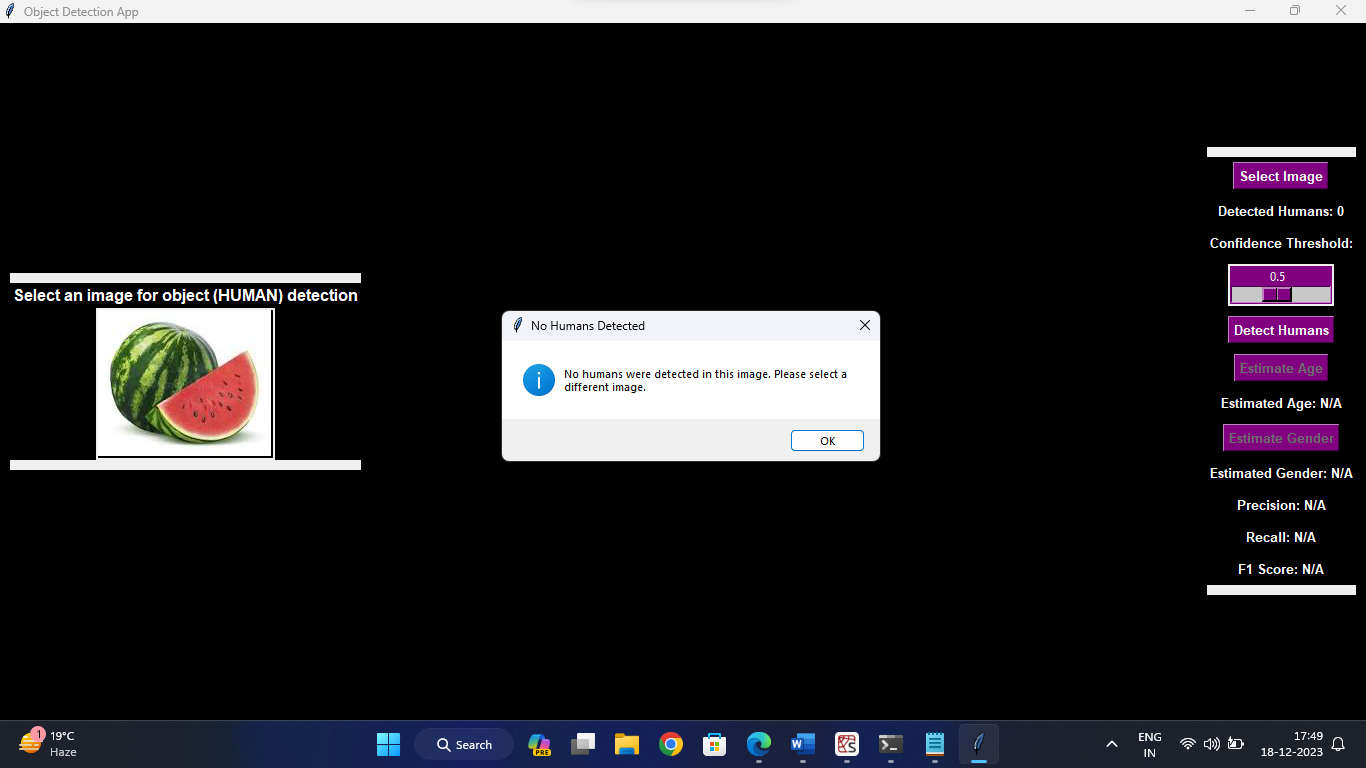 Object Detection App
Select Image
Detected Humans: 0
Confidence Threshold:
0.5
Detect Humans
Estimate Age
Estimated Age: N/A
Estimate Gender
Estimated Gender: N/A
Precision: N/A
Recall: N/A
F1 Score: N/A
Select an image for object (HUMAN) detection
No Humans Detected
No humans were detected in this image. Please select a
different image.
OK
1
19°C
Haze
Search
PRE
ENG
IN
17:49
18-12-2023